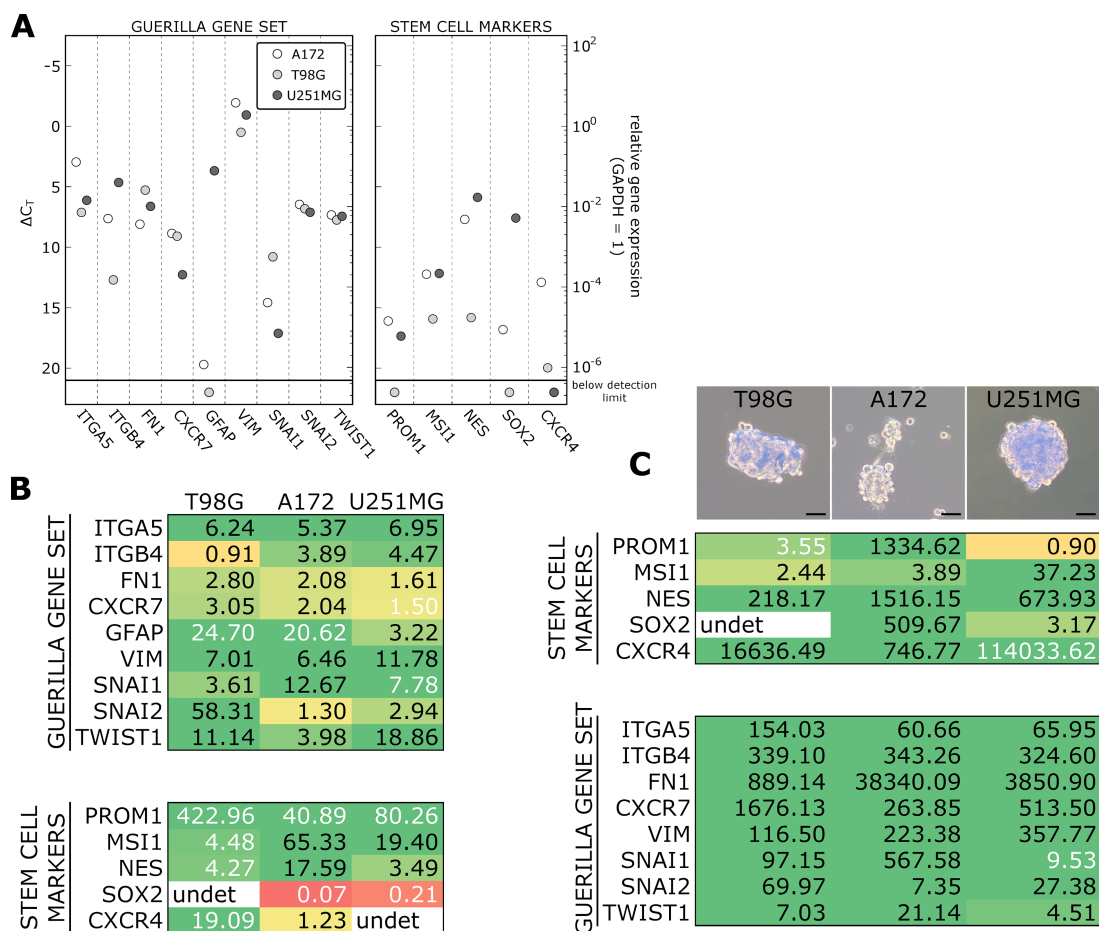 A
GUERILLA GENE SET
STEM CELL MARKERS
A172
T98G
U251MG
-5
0
5
10
15
20
ΔCT
10^2
10^0
10^-2
10^-4
10^-6
relative gene expression
(GAPDH = 1)
below detection
limit
ITGA5
ITGB4
FN1
CXCR7
GFAP
VIM
SNAI1
SNAI2
TWIST1
PROM1
MSI1
NES
SOX2
CXCR4
B
T98G A172 U251MG
GUERILLA GENE SET
ITGA5 6.24 5.37 6.95
ITGB4 0.91 3.89 4.47
FN1 2.80 2.08 1.61
CXCR7 3.05 2.04 1.50
GFAP 24.70 20.62 3.22
VIM 7.01 6.46 11.78
SNAI1 3.61 12.67 7.78
SNAI2 58.31 1.30 2.94
TWIST1 11.14 3.98 18.86
STEM CELL
MARKERS
PROM1 422.96 40.89 80.26
MSI1 4.48 65.33 19.40
NES 4.27 17.59 3.49
SOX2 undet 0.07 0.21
CXCR4 19.09 1.23 undet
C
T98G A172 U251MG
STEM CELL
MARKERS
PROM1 3.55 1334.62 0.90
MSI1 2.44 3.89 37.23
NES 218.17 1516.15 673.93
SOX2 undet 509.67 3.17
CXCR4 16636.49 746.77 114033.62
GUERILLA GENE SET
ITGA5 154.03 60.66 65.95
ITGB4 339.10 343.26 324.60
FN1 889.14 38340.09 3850.90
CXCR7 1676.13 263.85 513.50
VIM 116.50 223.38 357.77
SNAI1 97.15 567.58 9.53
SNAI2 69.97 7.35 27.38
TWIST1 7.03 21.14 4.51